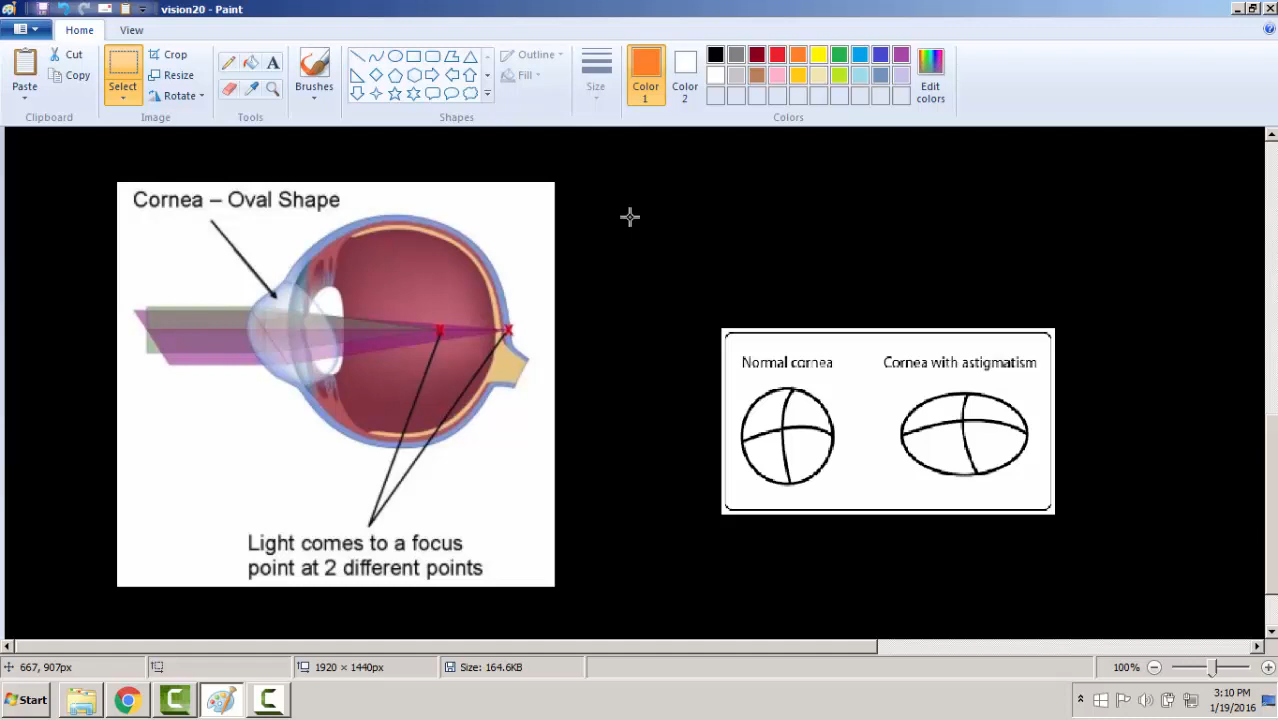 vision20 - Paint
Home
View
Paste
Cut
Copy
Clipboard
Select
Crop
Resize
Rotate
Image
Tools
Brushes
Shapes
Outline
Fill
Size
Color 1
Color 2
Edit colors
Colors
Cornea – Oval Shape
Light comes to a focus
point at 2 different points
Normal cornea
Cornea with astigmatism
667, 907px
1920 × 1440px
Size: 164.6KB
100%
Start
3:10 PM
1/19/2016